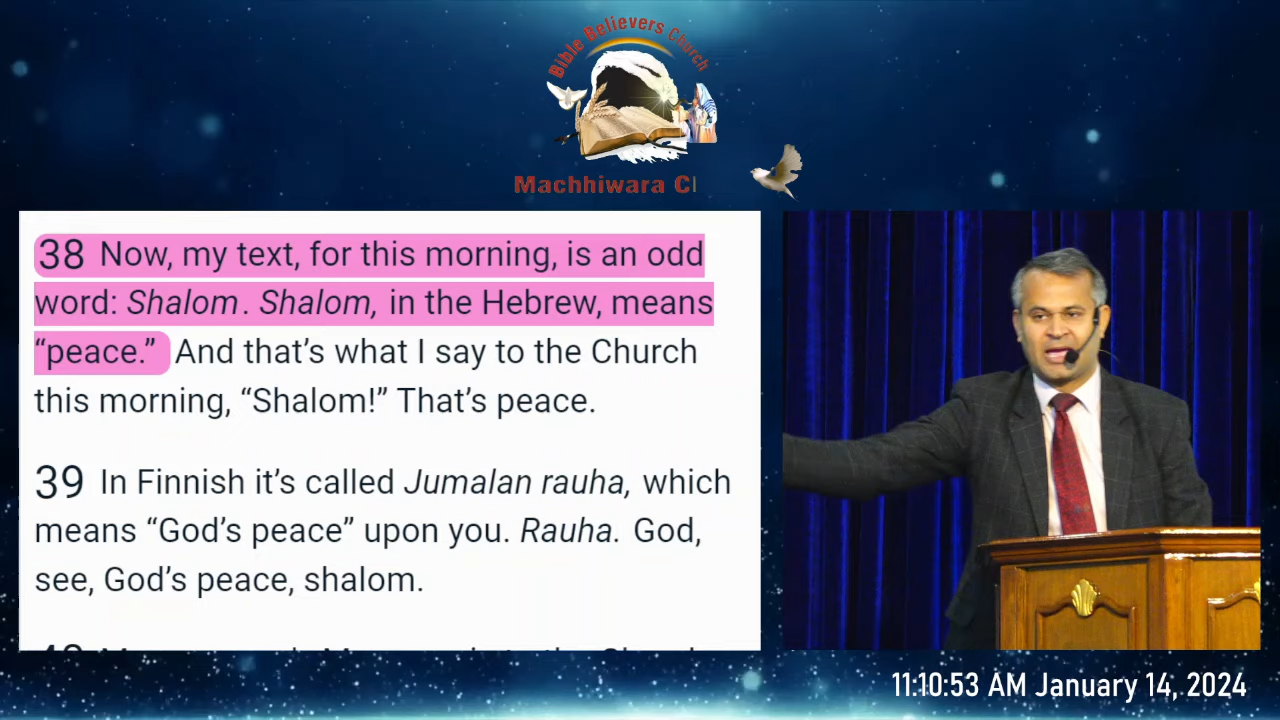 Bible Believers Church
Machhiwara
38 Now, my text, for this morning, is an odd
word: Shalom. Shalom, in the Hebrew, means
“peace.” And that’s what I say to the Church
this morning, “Shalom!” That’s peace.
39 In Finnish it’s called Jumalan rauha, which
means “God’s peace” upon you. Rauha. God,
see, God’s peace, shalom.
11:10:53 AM January 14, 2024